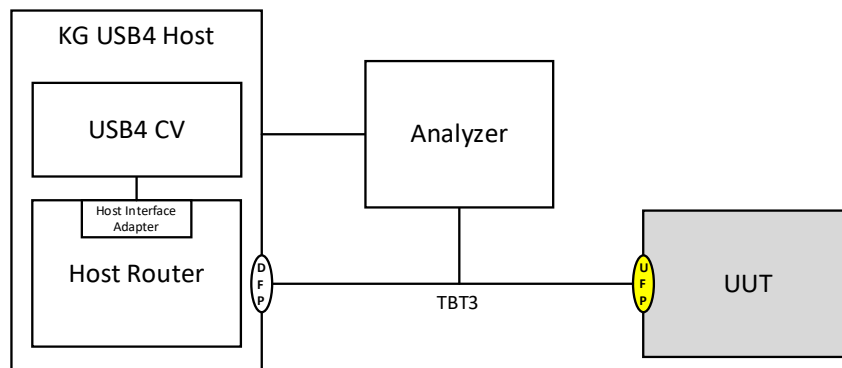 KG USB4 Host
USB4 CV
Host Interface
Adapter
Host Router
Analyzer
D
F
P
TBT3
U
F
P
UUT